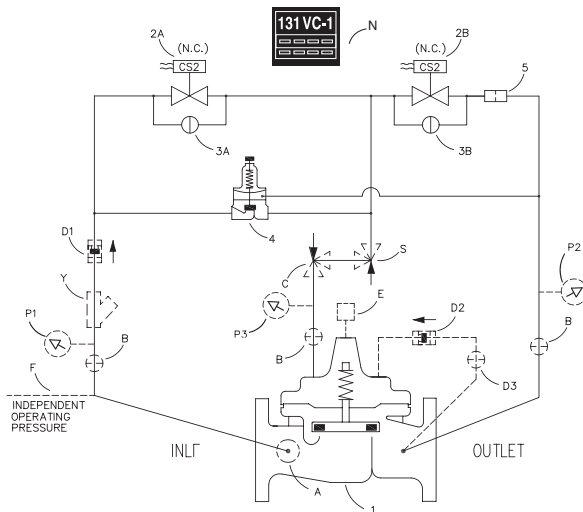 131 VC-1
N
2A
(N.C.)
CS2
2B
(N.C.)
CS2
5
3A
3B
4
D1
Y
P1
B
F
INDEPENDENT
OPERATING
PRESSURE
C
S
P3
E
B
D2
D3
P2
B
INLΓ
OUTLET
A
1